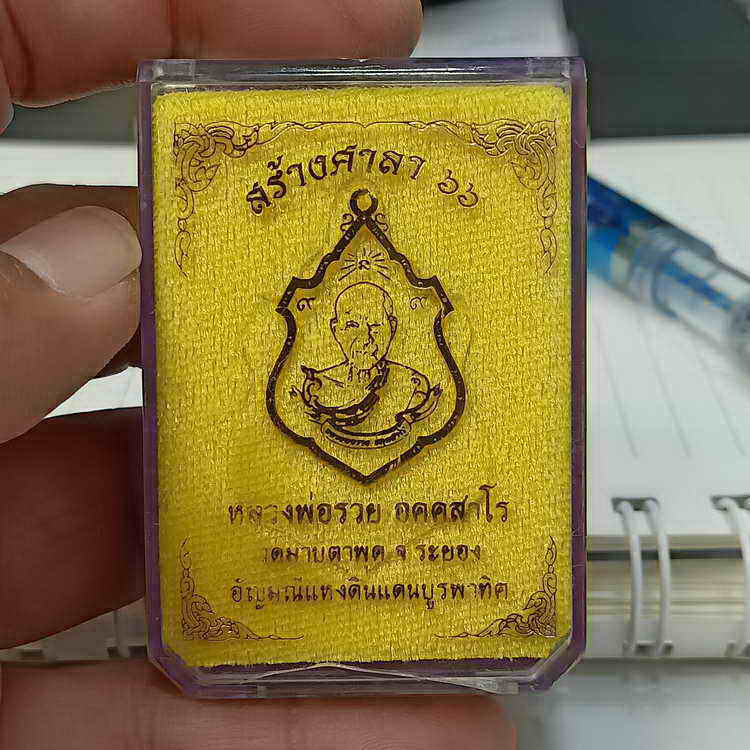 สร้างศาลา ๖๖
๙ ๙
หลวงพ่อรวย อคคสาโร
วัดมาบตาพุด จ ระยอง
อัญมณีแห่งดินแดนบูรพาทิศ